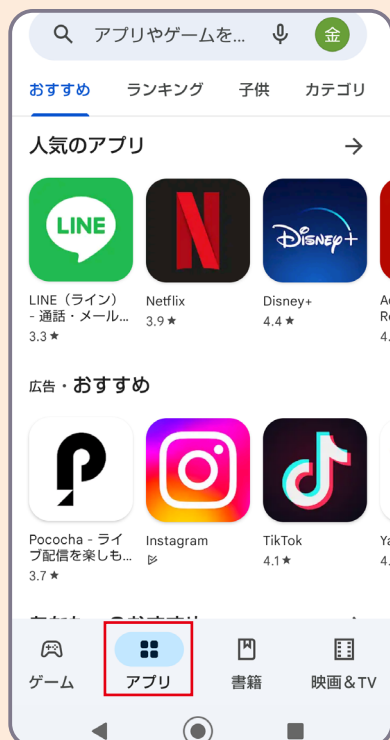 アプリやゲームを...
金
おすすめ
ランキング
子供
カテゴリ
人気のアプリ
LINE
N
Disney+
LINE（ライン）
- 通話・メール...
3.3★
Netflix
3.9★
Disney+
4.4★
広告・おすすめ
Pococha - ライ
ブ配信を楽しも...
3.7★
Instagram
TikTok
4.1★
ゲーム
アプリ
書籍
映画＆TV